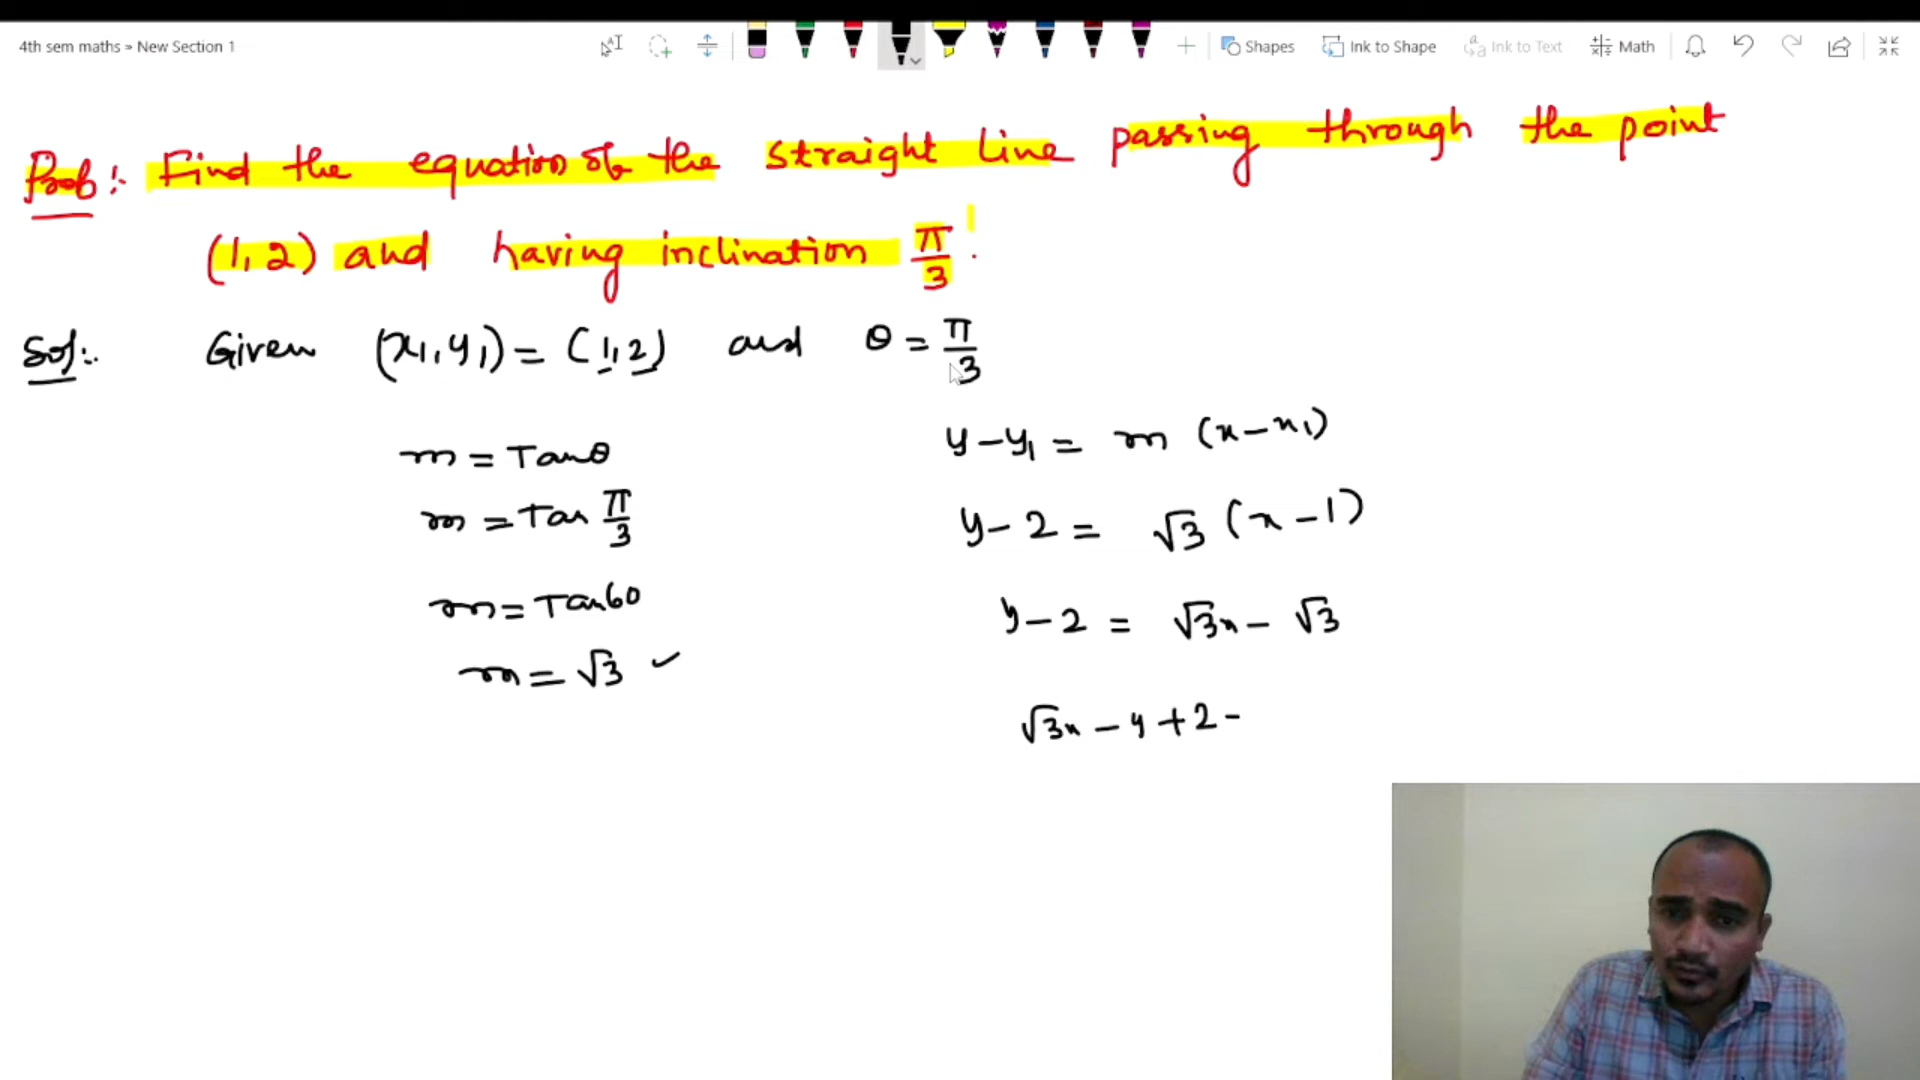 4th sem maths » New Section 1
Shapes Ink to Shape Ink to Text Math
Prob:- Find the equation of the straight line passing through the point
(1,2) and having inclination π/3.
Sol:- Given (x₁,y₁) = (1,2) and θ = π/3
m = Tanθ
m = Tan π/3
m = Tan60
m = √3 ✓
y-y₁ = m (x-x₁)
y-2 = √3 (x-1)
y-2 = √3x - √3
√3x - y + 2 -